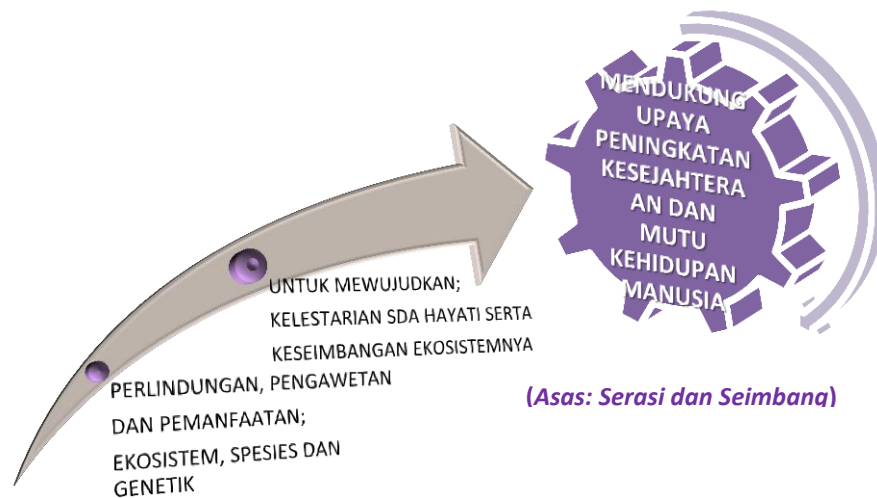 MENDUKUNG
UPAYA
PENINGKATAN
KESEJAHTERA
AN DAN
MUTU
KEHIDUPAN
MANUSIA
UNTUK MEWUJUDKAN;
KELESTARIAN SDA HAYATI SERTA
KESEIMBANGAN EKOSISTEMNYA
PERLINDUNGAN, PENGAWETAN
DAN PEMANFAATAN;
EKOSISTEM, SPESIES DAN
GENETIK
(Asas: Serasi dan Seimbang)